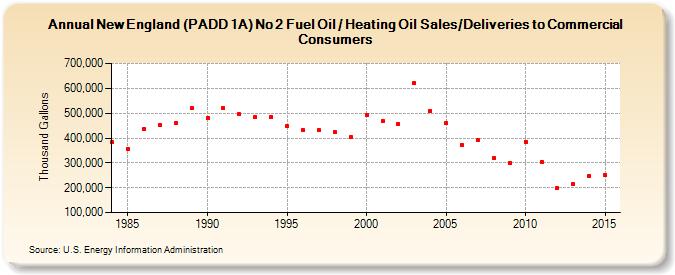 Annual New England (PADD 1A) No 2 Fuel Oil / Heating Oil Sales/Deliveries to Commercial
Consumers
Thousand Gallons
700,000
600,000
500,000
400,000
300,000
200,000
100,000
1985 1990 1995 2000 2005 2010 2015
Source: U.S. Energy Information Administration